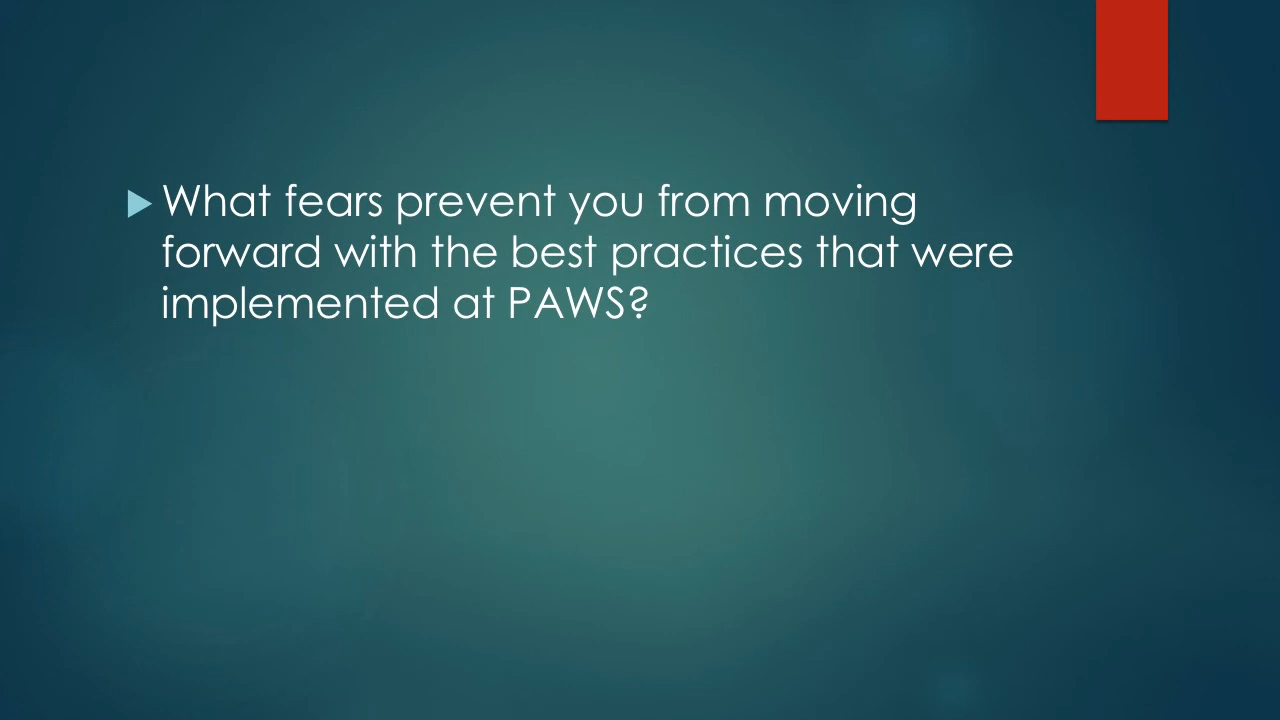 What fears prevent you from moving
forward with the best practices that were
implemented at PAWS?